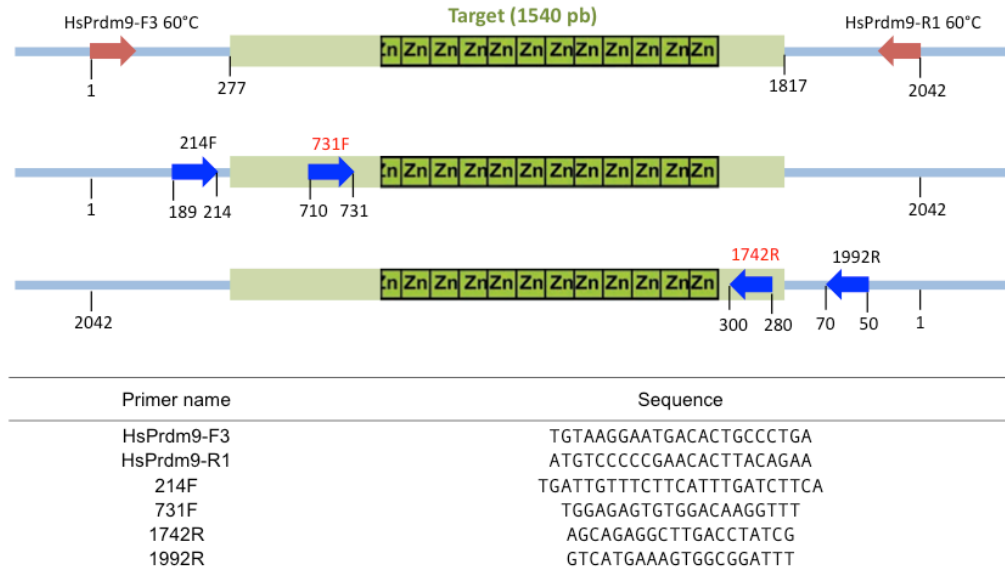 Target (1540 pb)
HsPrdm9-F3 60°C HsPrdm9-R1 60°C
Zn Zn Zn Zn Zn Zn Zn Zn Zn Zn Zn Zn
1 277 1817 2042
214F 731F
Zn Zn Zn Zn Zn Zn Zn Zn Zn Zn Zn Zn
1 189 214 710 731 2042
1742R 1992R
Zn Zn Zn Zn Zn Zn Zn Zn Zn Zn Zn Zn
2042 300 280 70 50 1
Primer name Sequence
HsPrdm9-F3 TGTAAGGAATGACACTGCCCTGA
HsPrdm9-R1 ATGTCCCCCGAACACTTACAGAA
214F TGATTGTTTCTTCATTTGATCTTCA
731F TGGAGAGTGTGGACAAGGTTT
1742R AGCAGAGGCTTGACCTATCG
1992R GTCATGAAAGTGGCGGATTT